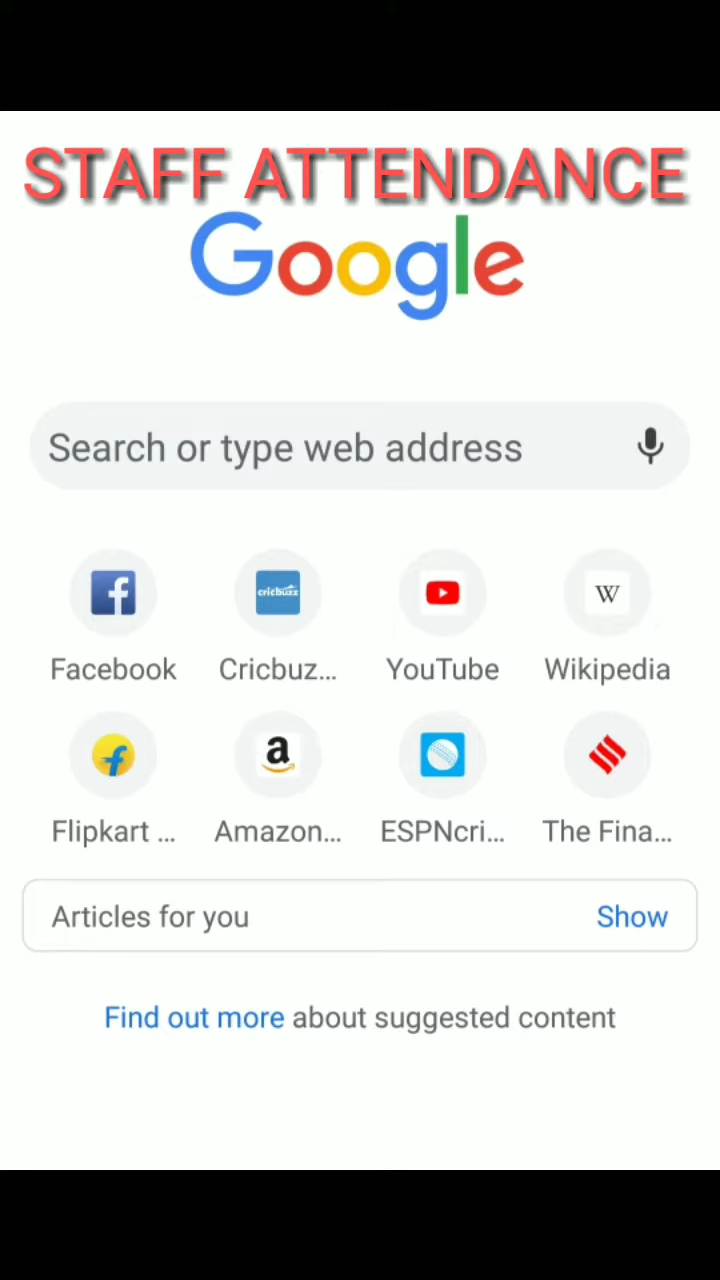 STAFF ATTENDANCE
Google
Search or type web address
f
cricbuzz
W
Facebook
Cricbuz...
YouTube
Wikipedia
f
a
Flipkart ...
Amazon...
ESPNcri...
The Fina...
Articles for you
Show
Find out more about suggested content